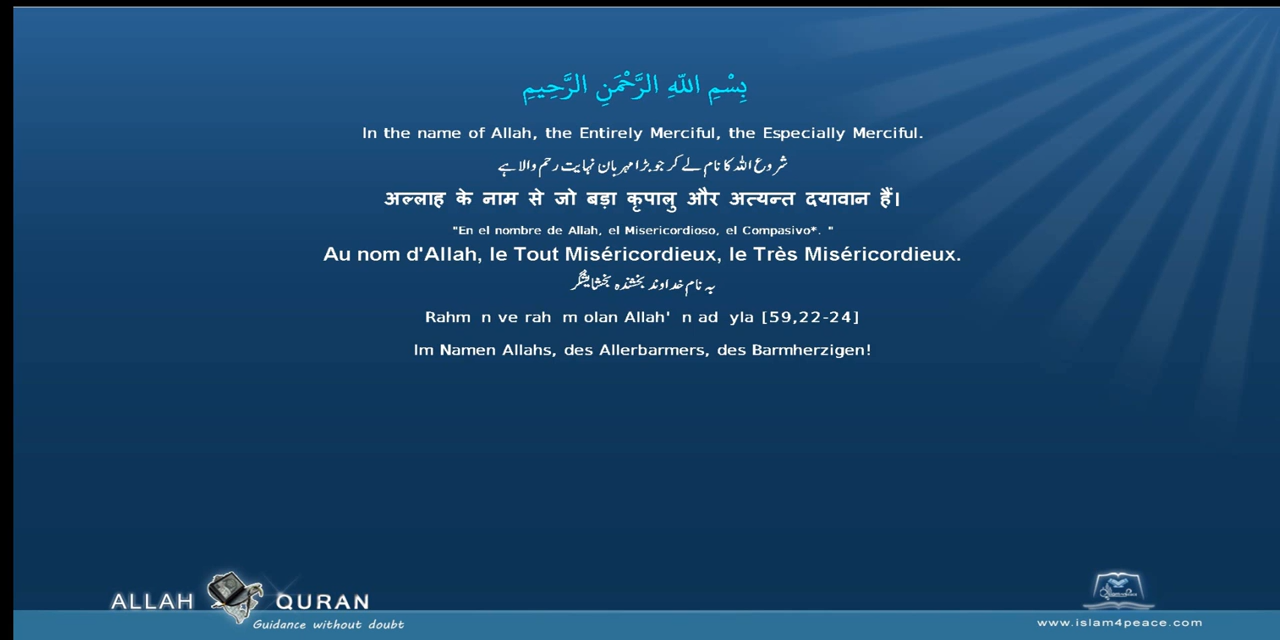 بِسْمِ اللّهِ الرَّحْمَنِ الرَّحِيمِ
In the name of Allah, the Entirely Merciful, the Especially Merciful.
شروع اللہ کا نام لے کر جو بڑا مہربان نہایت رحم والا ہے
अल्लाह के नाम से जो बड़ा कृपालु और अत्यन्त दयावान हैं।
"En el nombre de Allah, el Misericordioso, el Compasivo*. "
Au nom d'Allah, le Tout Miséricordieux, le Très Miséricordieux.
به نام خداوند بخشنده بخشایشگر
Rahm n ve rah m olan Allah' n ad yla [59,22-24]
Im Namen Allahs, des Allerbarmers, des Barmherzigen!
ALLAH QURAN
Guidance without doubt
www.islam4peace.com